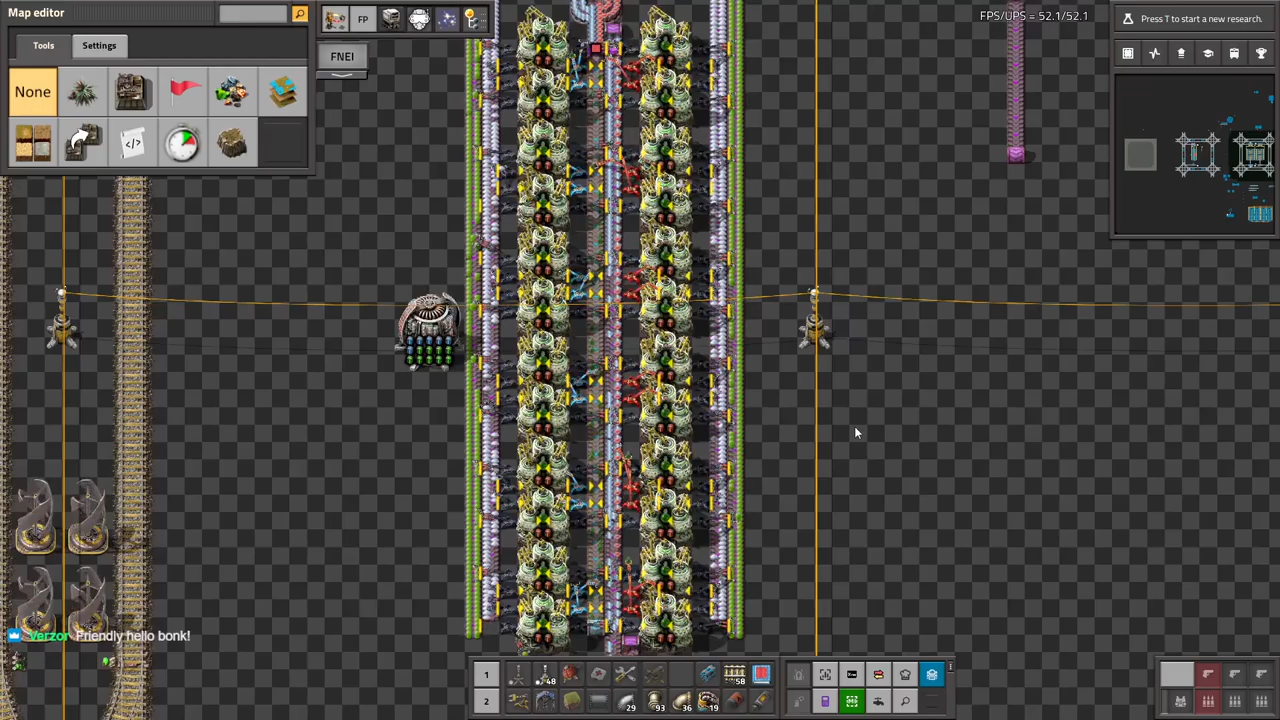 Map editor
FP
FPS/UPS = 52.1/52.1
Press T to start a new research.
Tools
Settings
FNEI
None
</>
Verzor Friendly hello bonk!
1
48
58
2
29
93
36
19